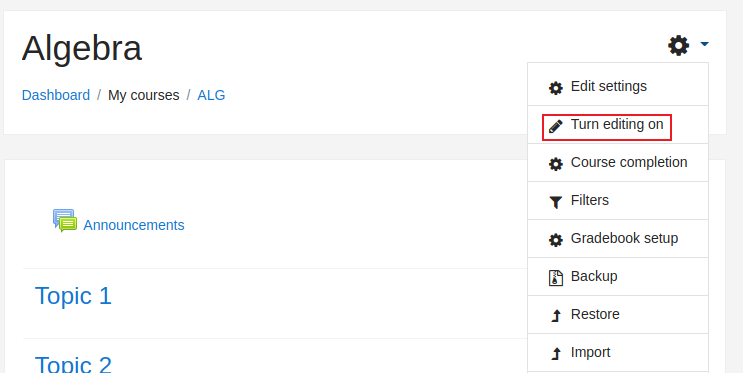 Algebra
Dashboard / My courses / ALG
Edit settings
Turn editing on
Course completion
Filters
Gradebook setup
Backup
Restore
Import
Announcements
Topic 1
Topic 2